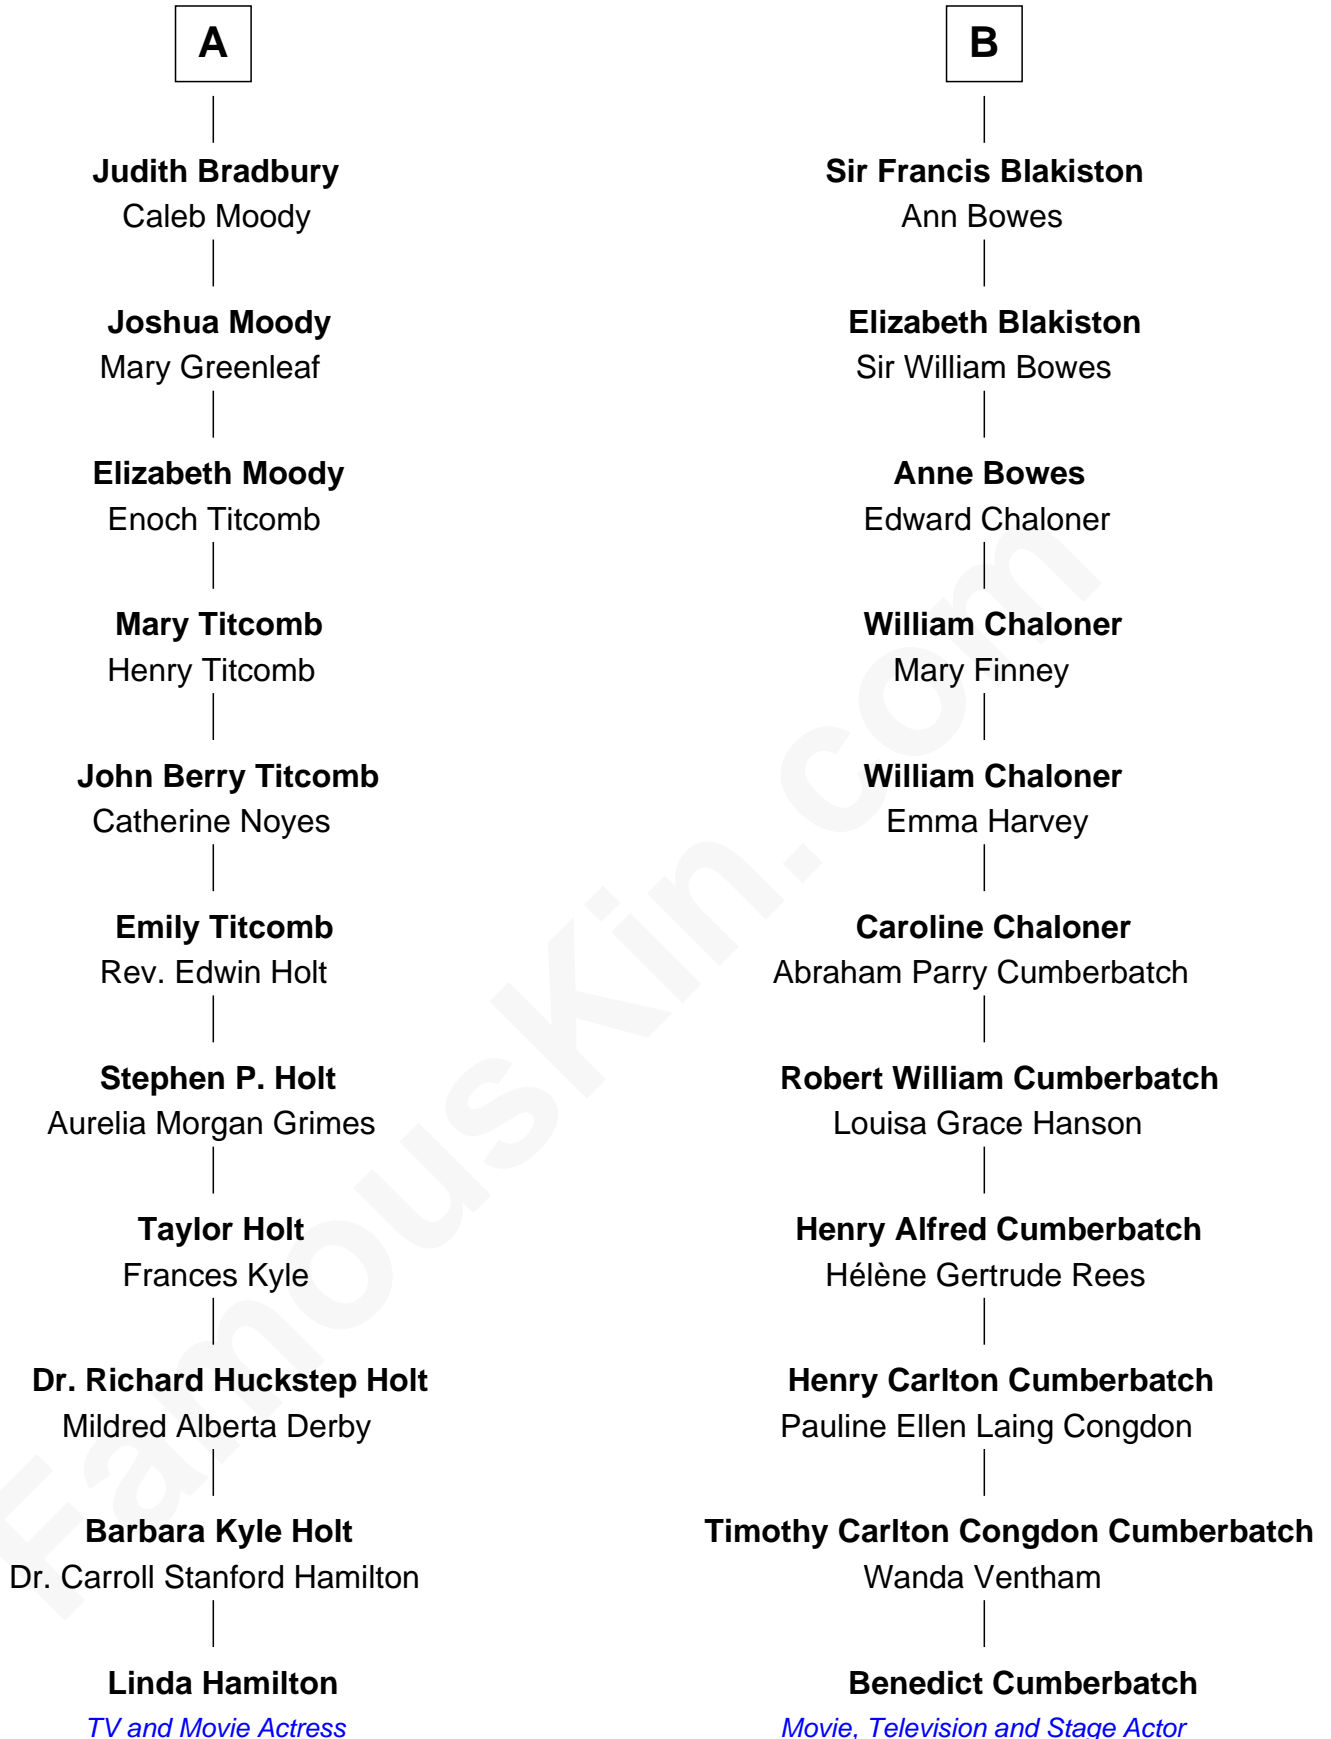 A
Judith Bradbury
Caleb Moody
Joshua Moody
Mary Greenleaf
Elizabeth Moody
Enoch Titcomb
Mary Titcomb
Henry Titcomb
John Berry Titcomb
Catherine Noyes
Emily Titcomb
Rev. Edwin Holt
Stephen P. Holt
Aurelia Morgan Grimes
Taylor Holt
Frances Kyle
Dr. Richard Huckstep Holt
Mildred Alberta Derby
Barbara Kyle Holt
Dr. Carroll Stanford Hamilton
Linda Hamilton
TV and Movie Actress
B
Sir Francis Blakiston
Ann Bowes
Elizabeth Blakiston
Sir William Bowes
Anne Bowes
Edward Chaloner
William Chaloner
Mary Finney
William Chaloner
Emma Harvey
Caroline Chaloner
Abraham Parry Cumberbatch
Robert William Cumberbatch
Louisa Grace Hanson
Henry Alfred Cumberbatch
Hélène Gertrude Rees
Henry Carlton Cumberbatch
Pauline Ellen Laing Congdon
Timothy Carlton Congdon Cumberbatch
Wanda Ventham
Benedict Cumberbatch
Movie, Television and Stage Actor
FamousKin.com